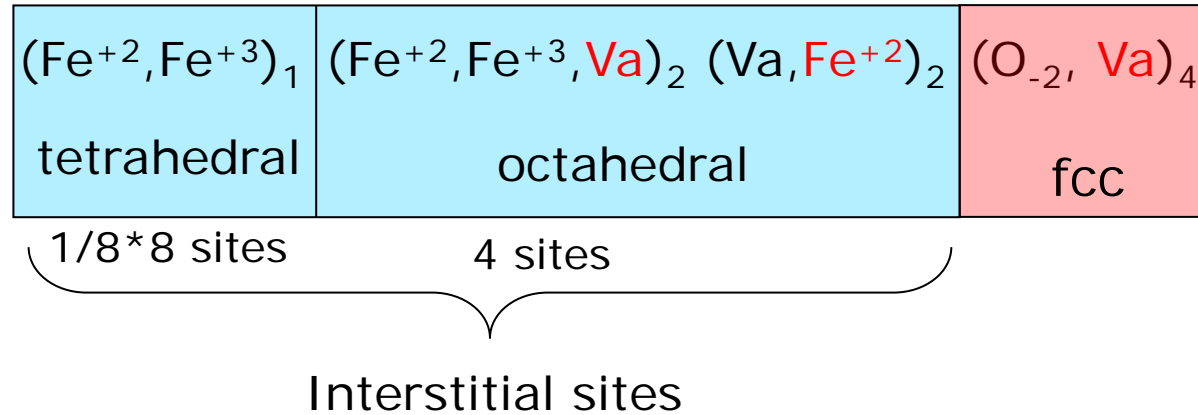 (Fe⁺²,Fe⁺³)₁ (Fe⁺²,Fe⁺³,Va)₂ (Va,Fe⁺²)₂ (O₋₂, Va)₄
tetrahedral octahedral fcc
1/8*8 sites 4 sites
Interstitial sites